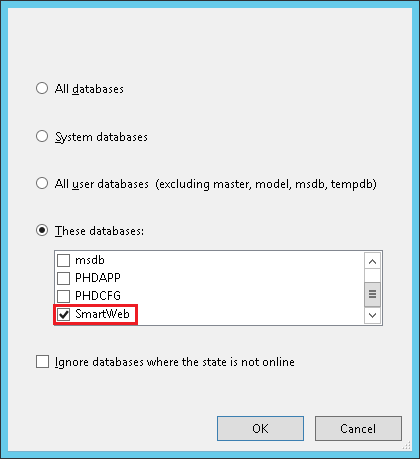 All databases
System databases
All user databases (excluding master, model, msdb, tempdb)
These databases:
msdb
PHDAPP
PHDCFG
SmartWeb
Ignore databases where the state is not online
OK Cancel